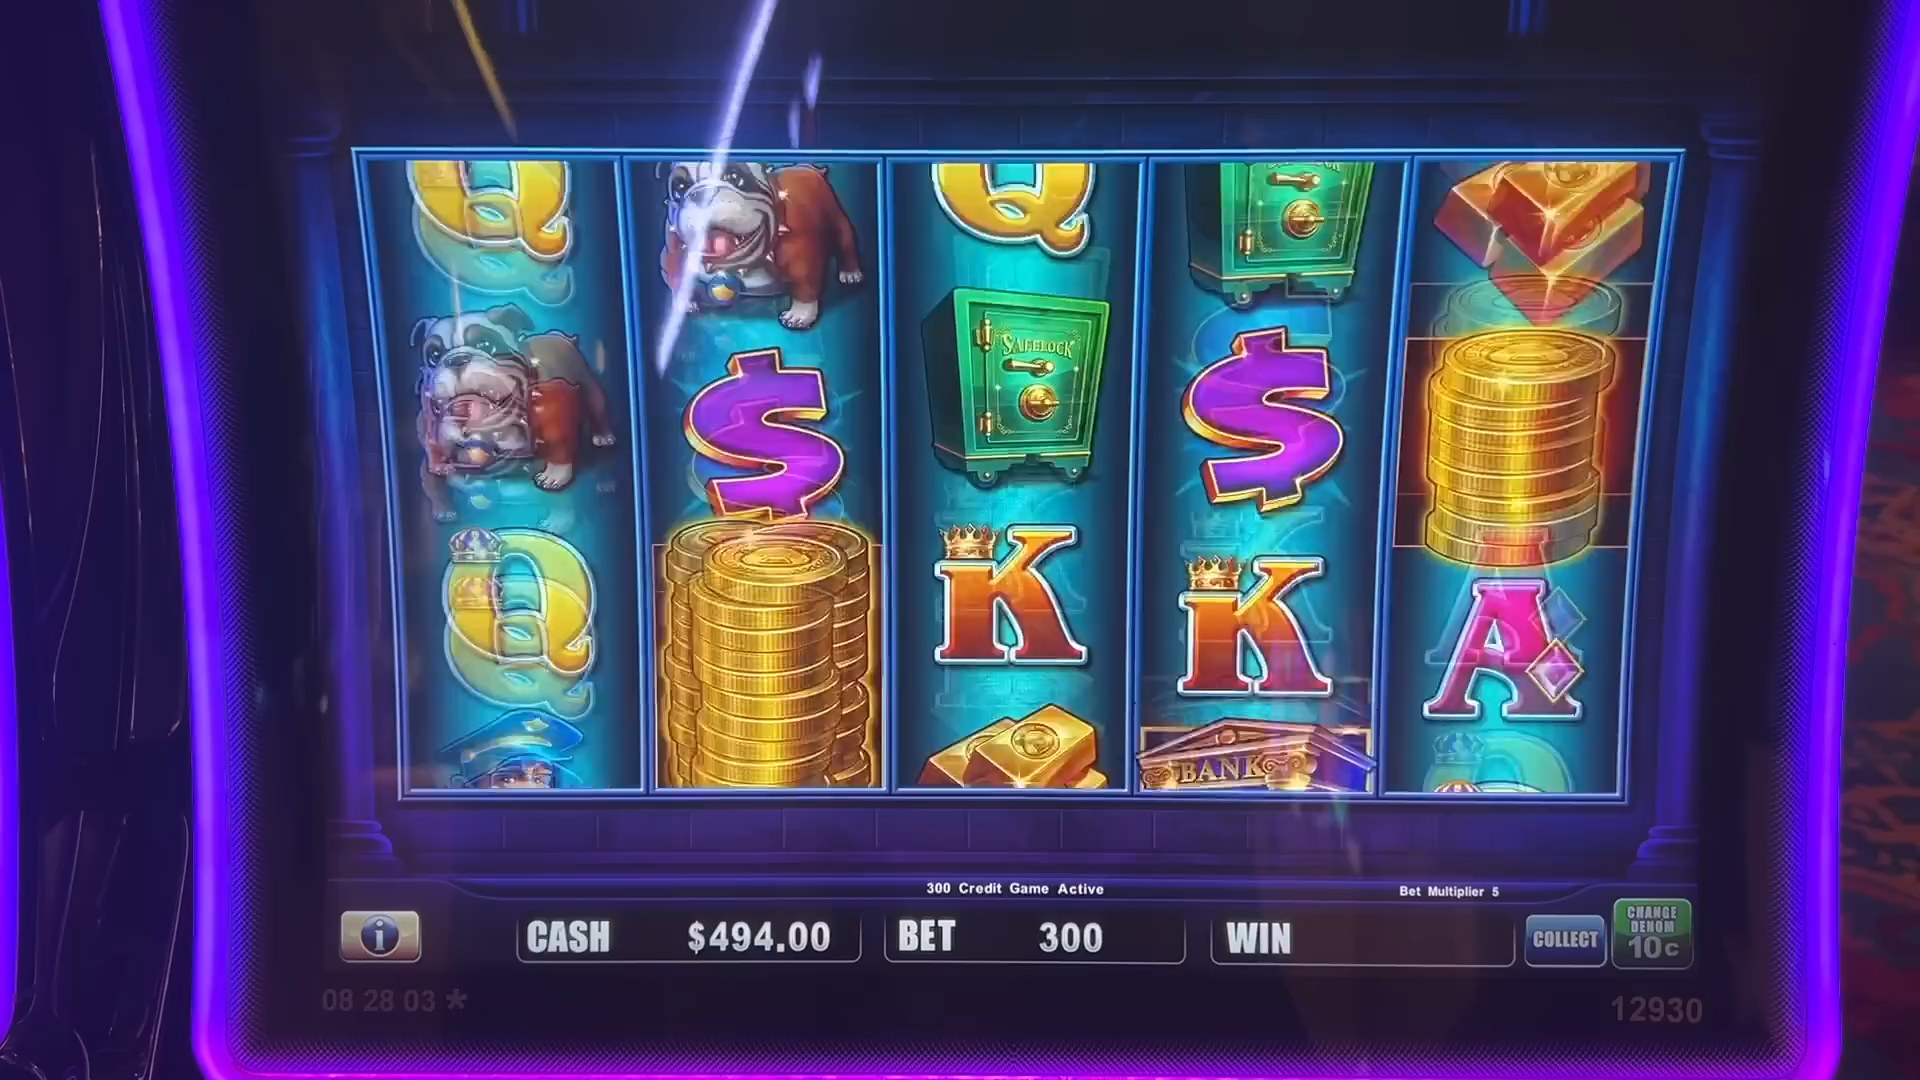 Q
Q
SAFELOCK
$
$
K
Q
K
A
BANK
300 Credit Game Active
Bet Multiplier 5
CASH $494.00
BET 300
WIN
COLLECT
CHANGE
DENOM
10¢
08 28 03 *
12930